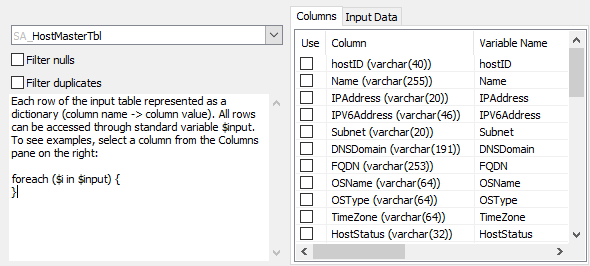 SA_HostMasterTbl
Filter nulls
Filter duplicates
Each row of the input table represented as a
dictionary (column name -> column value). All rows
can be accessed through standard variable $input.
To see examples, select a column from the Columns
pane on the right:
foreach ($i in $input) {
}
Columns Input Data
Use Column Variable Name
hostID (varchar(40)) hostID
Name (varchar(255)) Name
IPAddress (varchar(20)) IPAddress
IPV6Address (varchar(46)) IPV6Address
Subnet (varchar(20)) Subnet
DNSDomain (varchar(191)) DNSDomain
FQDN (varchar(253)) FQDN
OSName (varchar(64)) OSName
OSType (varchar(64)) OSType
TimeZone (varchar(64)) TimeZone
HostStatus (varchar(32)) HostStatus